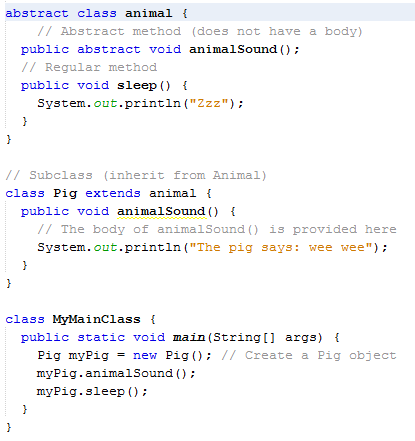 abstract class animal {
    // Abstract method (does not have a body)
  public abstract void animalSound();
  // Regular method
  public void sleep() {
    System.out.println("Zzz");
  }
}

// Subclass (inherit from Animal)
class Pig extends animal {
  public void animalSound() {
    // The body of animalSound() is provided here
    System.out.println("The pig says: wee wee");
  }
}

class MyMainClass {
  public static void main(String[] args) {
    Pig myPig = new Pig(); // Create a Pig object
    myPig.animalSound();
    myPig.sleep();
  }
}